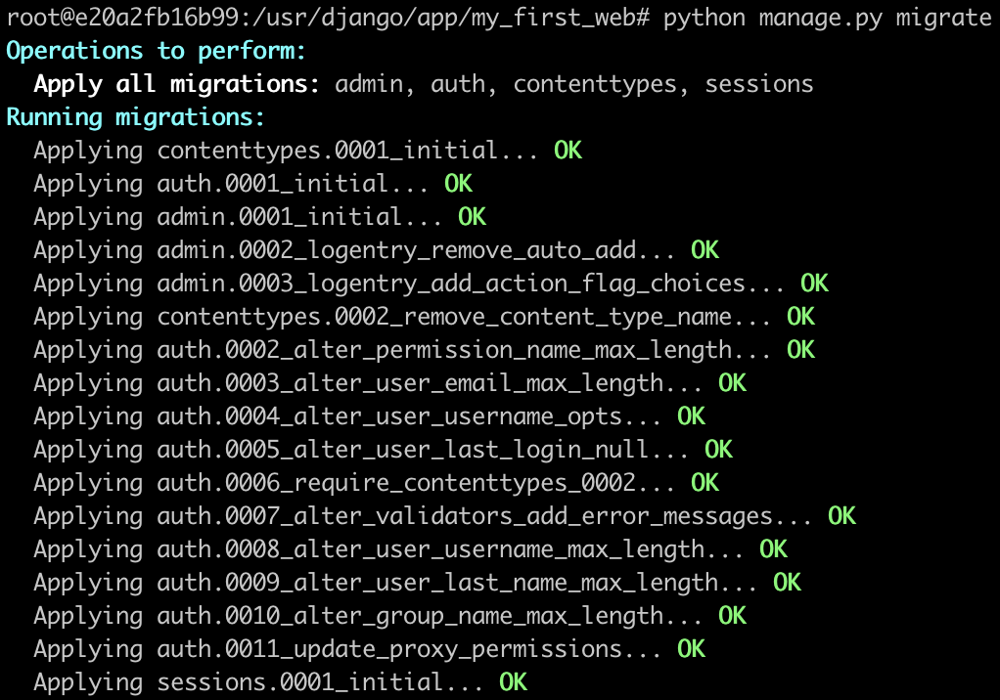 root@e20a2fb16b99:/usr/django/app/my_first_web# python manage.py migrate
Operations to perform:
  Apply all migrations: admin, auth, contenttypes, sessions
Running migrations:
  Applying contenttypes.0001_initial... OK
  Applying auth.0001_initial... OK
  Applying admin.0001_initial... OK
  Applying admin.0002_logentry_remove_auto_add... OK
  Applying admin.0003_logentry_add_action_flag_choices... OK
  Applying contenttypes.0002_remove_content_type_name... OK
  Applying auth.0002_alter_permission_name_max_length... OK
  Applying auth.0003_alter_user_email_max_length... OK
  Applying auth.0004_alter_user_username_opts... OK
  Applying auth.0005_alter_user_last_login_null... OK
  Applying auth.0006_require_contenttypes_0002... OK
  Applying auth.0007_alter_validators_add_error_messages... OK
  Applying auth.0008_alter_user_username_max_length... OK
  Applying auth.0009_alter_user_last_name_max_length... OK
  Applying auth.0010_alter_group_name_max_length... OK
  Applying auth.0011_update_proxy_permissions... OK
  Applying sessions.0001_initial... OK